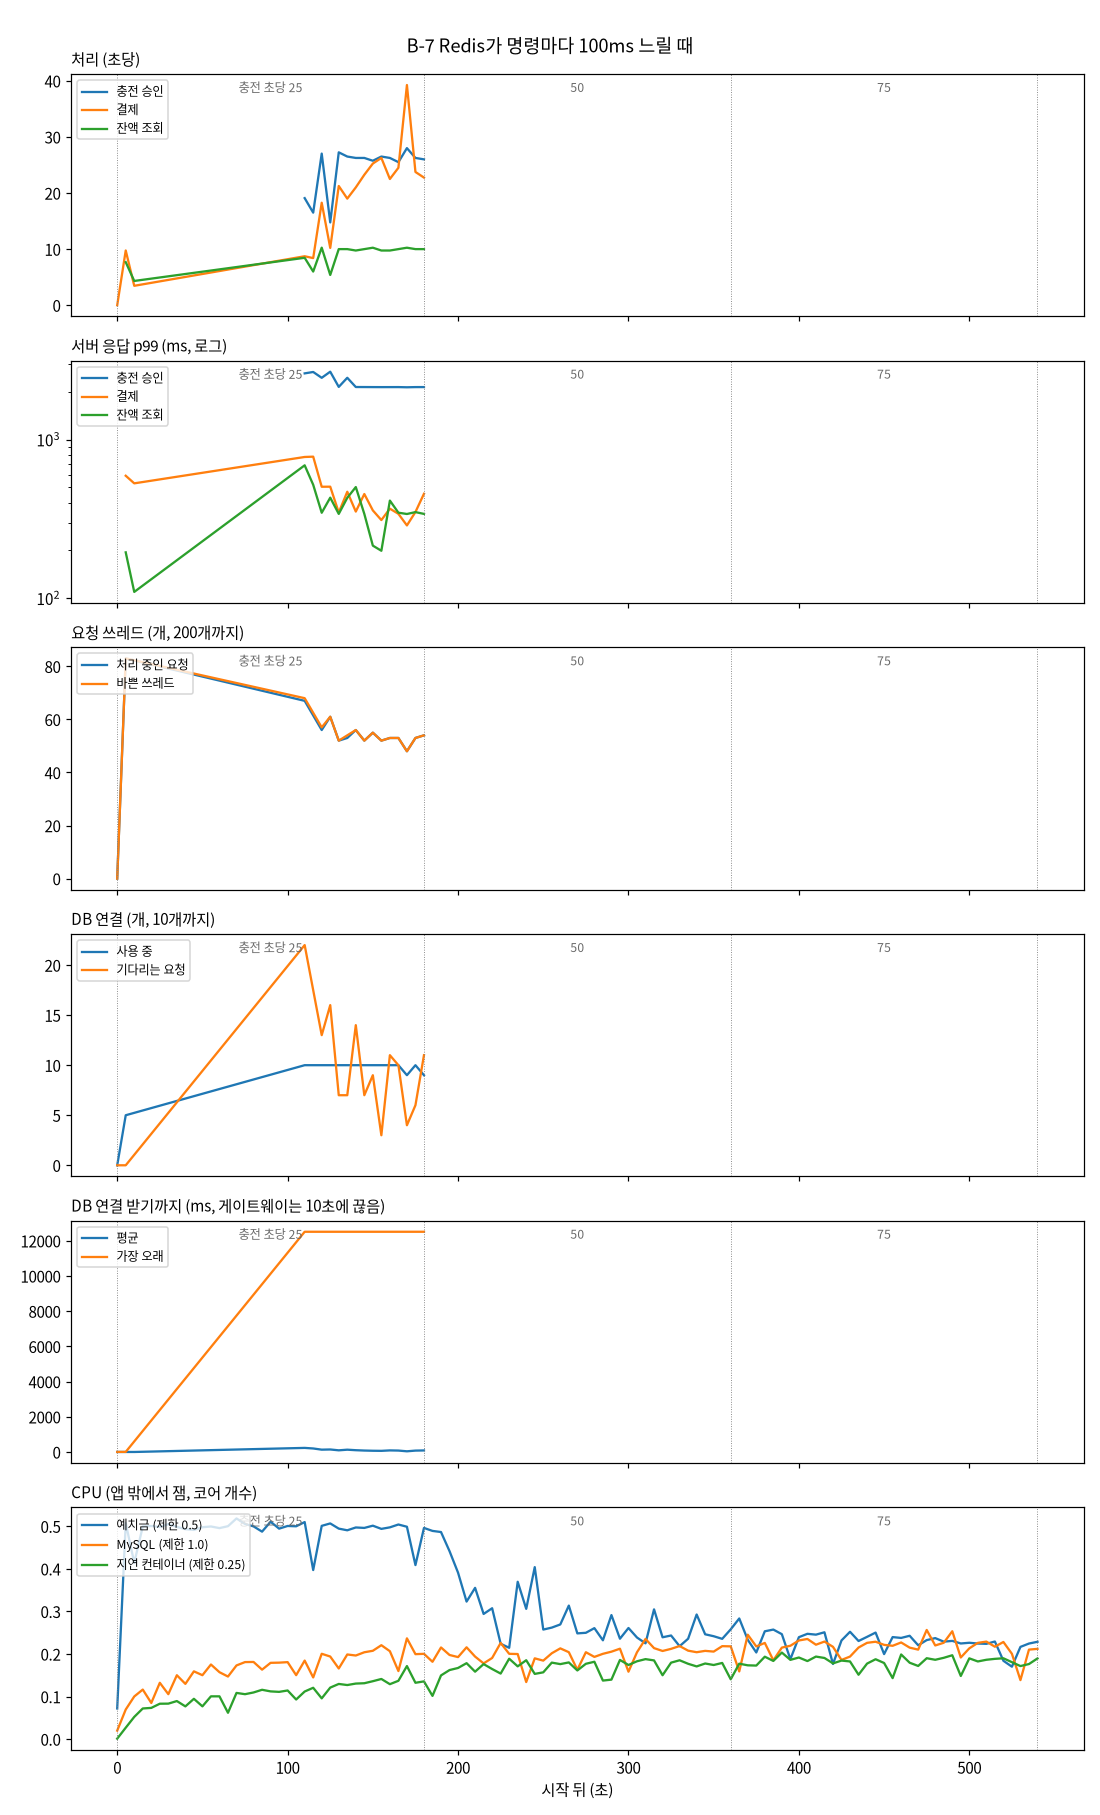 B-7 Redis가 명령마다 100ms 느릴 때
처리 (초당)
충전 승인
결제
잔액 조회
충전 초당 25
50
75
40
30
20
10
0
서버 응답 p99 (ms, 로그)
충전 승인
결제
잔액 조회
충전 초당 25
50
75
10³
10²
요청 쓰레드 (개, 200개까지)
처리 중인 요청
바쁜 쓰레드
충전 초당 25
50
75
80
60
40
20
0
DB 연결 (개, 10개까지)
사용 중
기다리는 요청
충전 초당 25
50
75
20
15
10
5
0
DB 연결 받기까지 (ms, 게이트웨이는 10초에 끊음)
평균
가장 오래
충전 초당 25
50
75
12000
10000
8000
6000
4000
2000
0
CPU (앱 밖에서 잼, 코어 개수)
예치금 (제한 0.5)
MySQL (제한 1.0)
지연 컨테이너 (제한 0.25)
충전 초당 25
50
75
0.5
0.4
0.3
0.2
0.1
0.0
0
100
200
300
400
500
시작 뒤 (초)